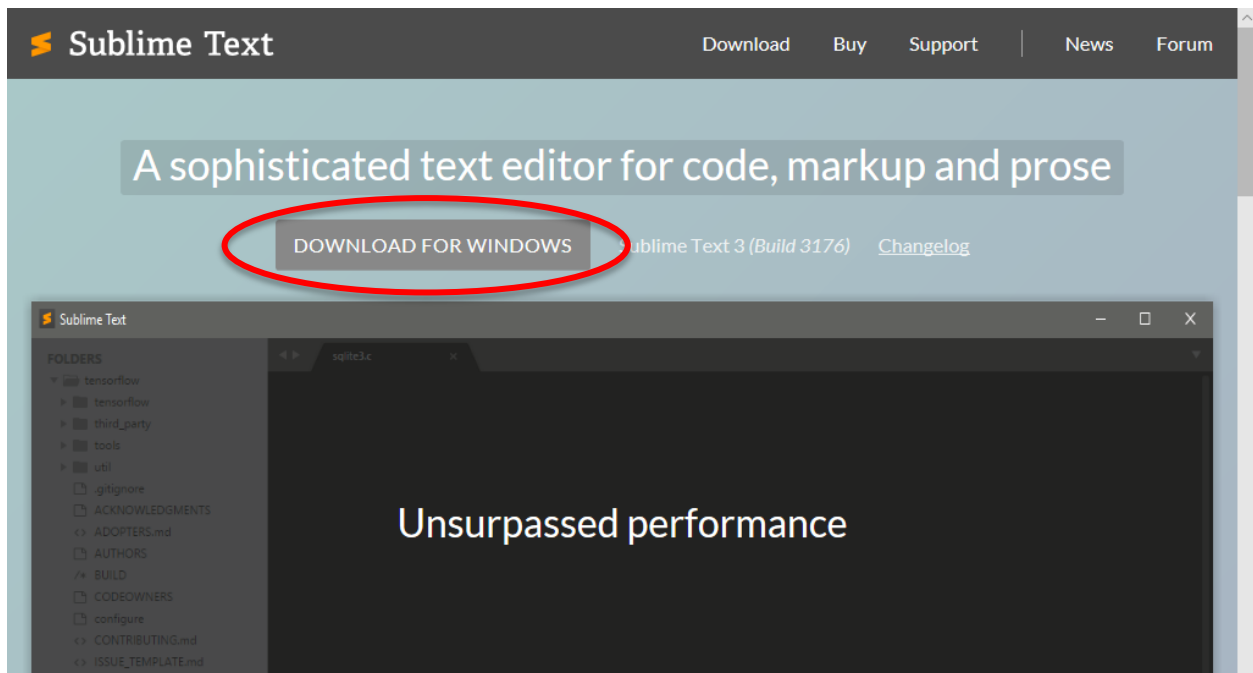 Sublime Text
Download Buy Support News Forum
A sophisticated text editor for code, markup and prose
DOWNLOAD FOR WINDOWS Sublime Text 3 (Build 3176) Changelog
Sublime Text
FOLDERS
sqlite3.c
tensorflow
tensorflow
third_party
tools
util
.gitignore
ACKNOWLEDGMENTS
<> ADOPTERS.md
AUTHORS
/* BUILD
CODEOWNERS
configure
<> CONTRIBUTING.md
<> ISSUE_TEMPLATE.md
Unsurpassed performance